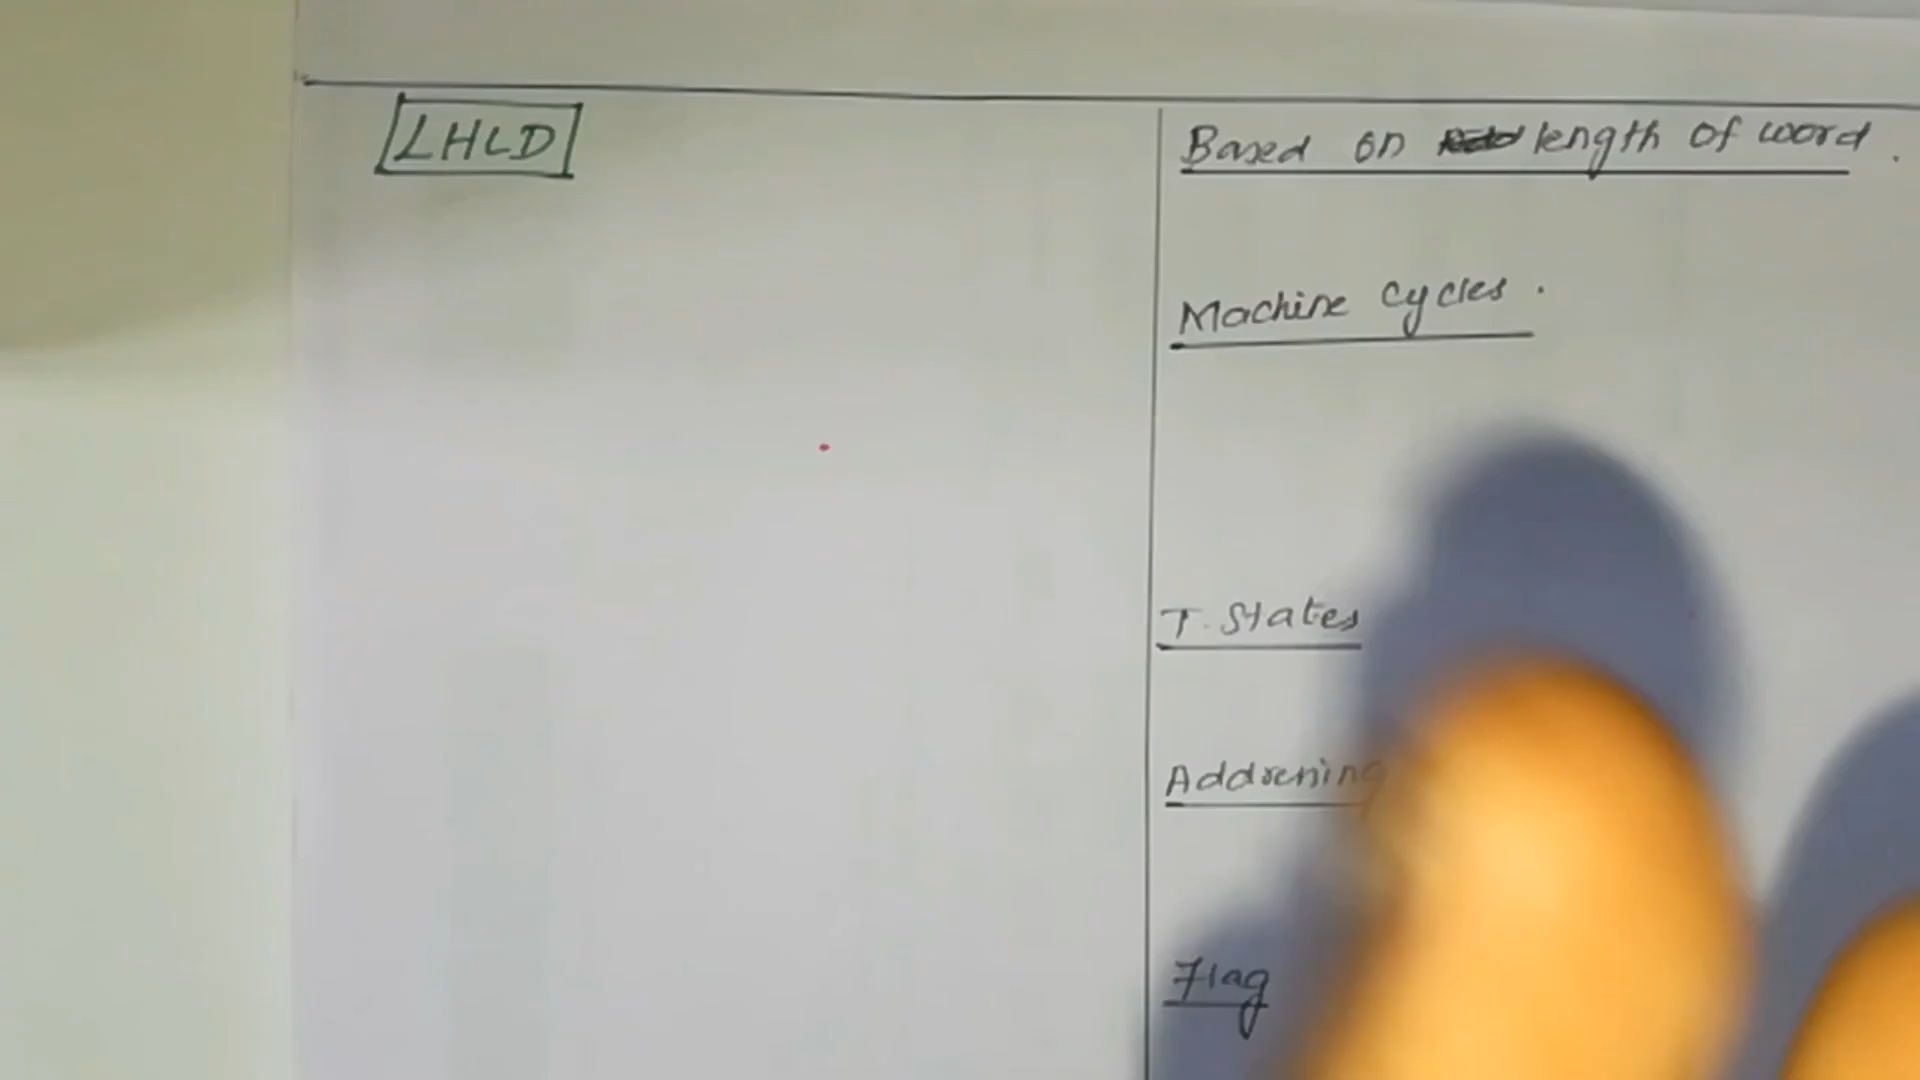 LHLD
Based on length of word.
Machine cycles.
T. States
Addressing
Flag